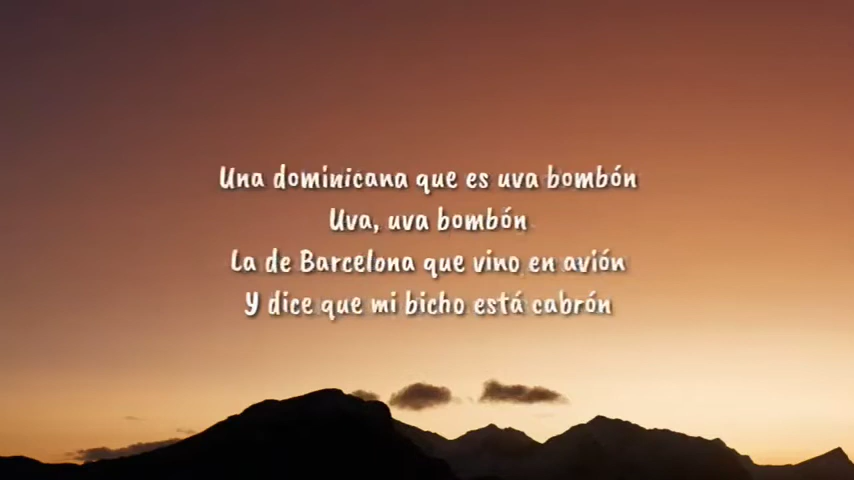 Una dominicana que es uva bombón
Uva, uva bombón
La de Barcelona que vino en avión
Y dice que mi bicho está cabrón